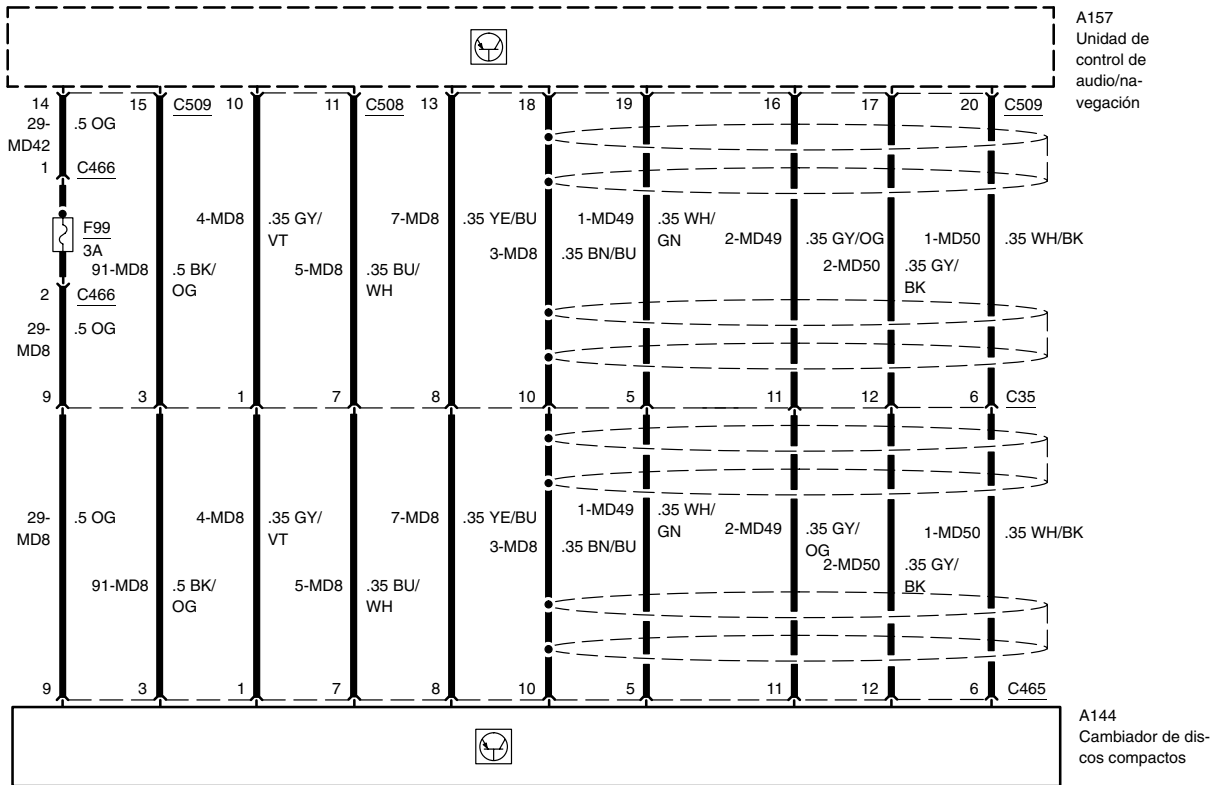 A157
Unidad de
control de
audio/na-
vegación
14 15 C509 10 11 C508 13 18 19 16 17 20 C509
29-
MD42
.5 OG
1 C466
F99
3A
4-MD8 .35 GY/
VT
7-MD8 .35 YE/BU
1-MD49 .35 WH/
GN
2-MD49 .35 GY/OG
1-MD50 .35 WH/BK
91-MD8 .5 BK/
OG
5-MD8 .35 BU/
WH
3-MD8 .35 BN/BU
2-MD50 .35 GY/
BK
2 C466
29-
MD8
.5 OG
9 3 1 7 8 10 5 11 12 6 C35
29-
MD8
.5 OG
4-MD8 .35 GY/
VT
7-MD8 .35 YE/BU
1-MD49 .35 WH/
GN
2-MD49 .35 GY/
OG
1-MD50 .35 WH/BK
91-MD8 .5 BK/
OG
5-MD8 .35 BU/
WH
3-MD8 .35 BN/BU
2-MD50 .35 GY/
BK
9 3 1 7 8 10 5 11 12 6 C465
A144
Cambiador de dis-
cos compactos